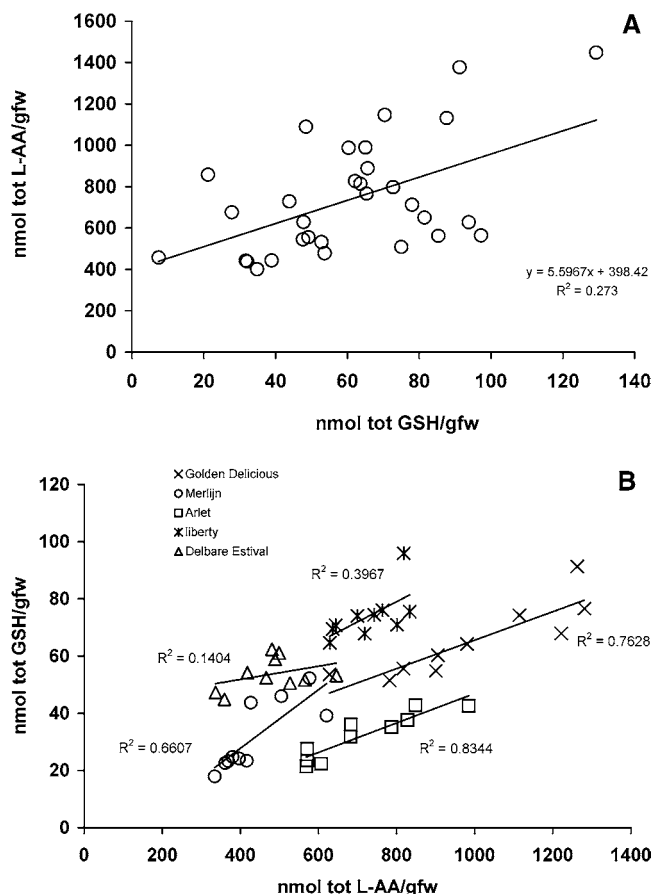 A
1600
1400
1200
1000
800
600
400
200
0
nmol tot L-AA/gfw
y = 5.5967x + 398.42
R² = 0.273
0 20 40 60 80 100 120 140
nmol tot GSH/gfw
B
Golden Delicious
Merlijn
Arlet
liberty
Delbare Estival
120
100
80
60
40
20
0
nmol tot GSH/gfw
R² = 0.3967
R² = 0.1404
R² = 0.7628
R² = 0.6607
R² = 0.8344
0 200 400 600 800 1000 1200 1400
nmol tot L-AA/gfw